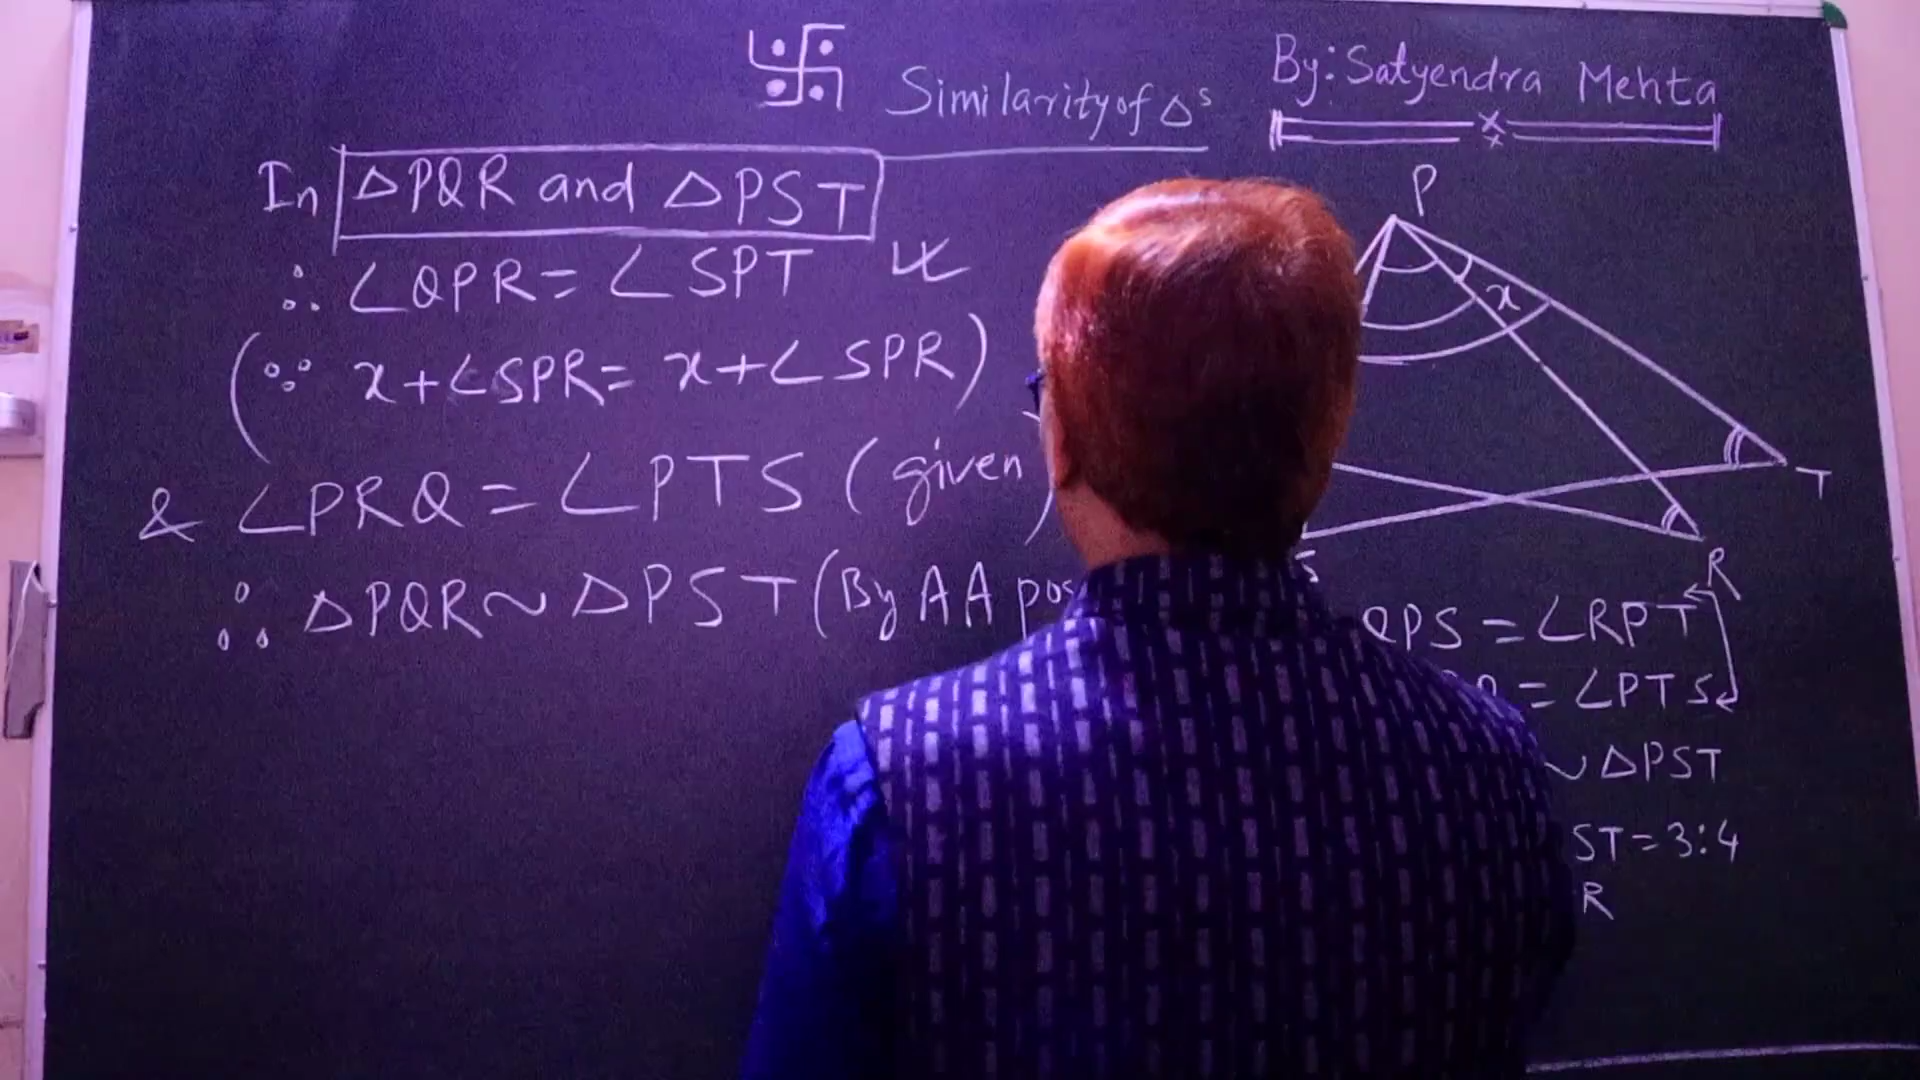 Similarity of Δs
By: Satyendra Mehta
In ΔPQR and ΔPST
∴ ∠QPR = ∠SPT
(∵ x+∠SPR = x+∠SPR)
& ∠PRQ = ∠PTS (given)
∴ ΔPQR ~ ΔPST (By AA
P
x
T
S
R
QPS = ∠RPT
= ∠PTS
~ ΔPST
ST = 3:4
R